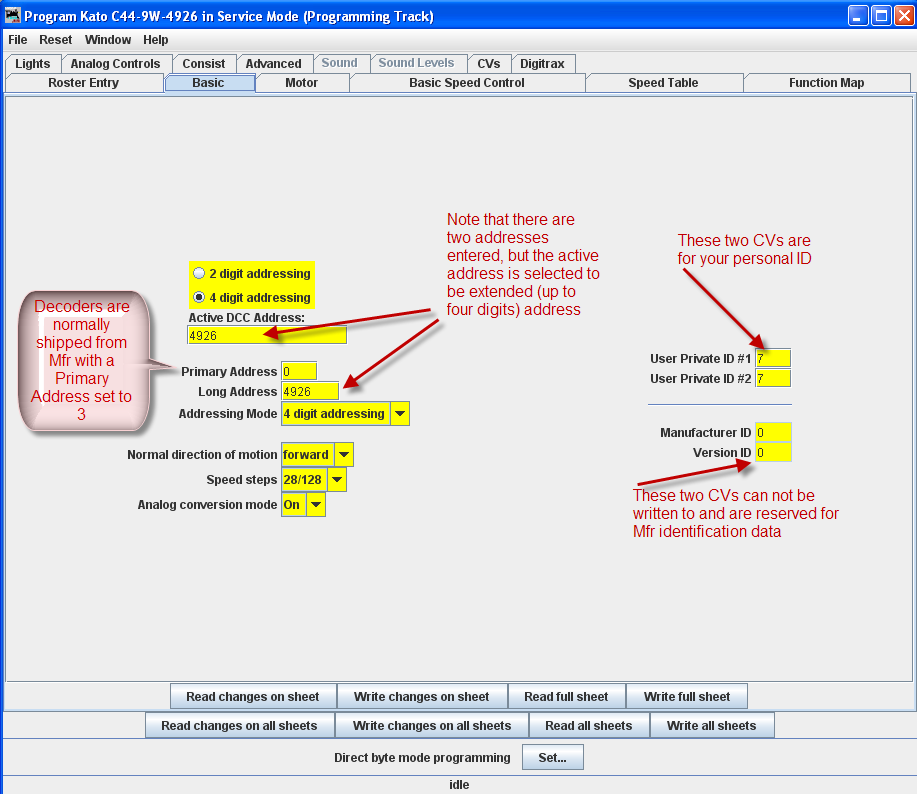 Program Kato C44-9W-4926 in Service Mode (Programming Track)
File Reset Window Help
Lights Analog Controls Consist Advanced Sound Sound Levels CVs Digitrax
Roster Entry Basic Motor Basic Speed Control Speed Table Function Map
Note that there are
two addresses
entered, but the active
address is selected to
be extended (up to
four digits) address
These two CVs are
for your personal ID
2 digit addressing
4 digit addressing
Active DCC Address:
4926
Decoders are
normally
shipped from
Mfr with a
Primary
Address set to
3
Primary Address 0
Long Address 4926
Addressing Mode 4 digit addressing
Normal direction of motion forward
Speed steps 28/128
Analog conversion mode On
User Private ID #1 7
User Private ID #2 7
Manufacturer ID 0
Version ID 0
These two CVs can not be
written to and are reserved for
Mfr identification data
Read changes on sheet Write changes on sheet Read full sheet Write full sheet
Read changes on all sheets Write changes on all sheets Read all sheets Write all sheets
Direct byte mode programming Set...
idle